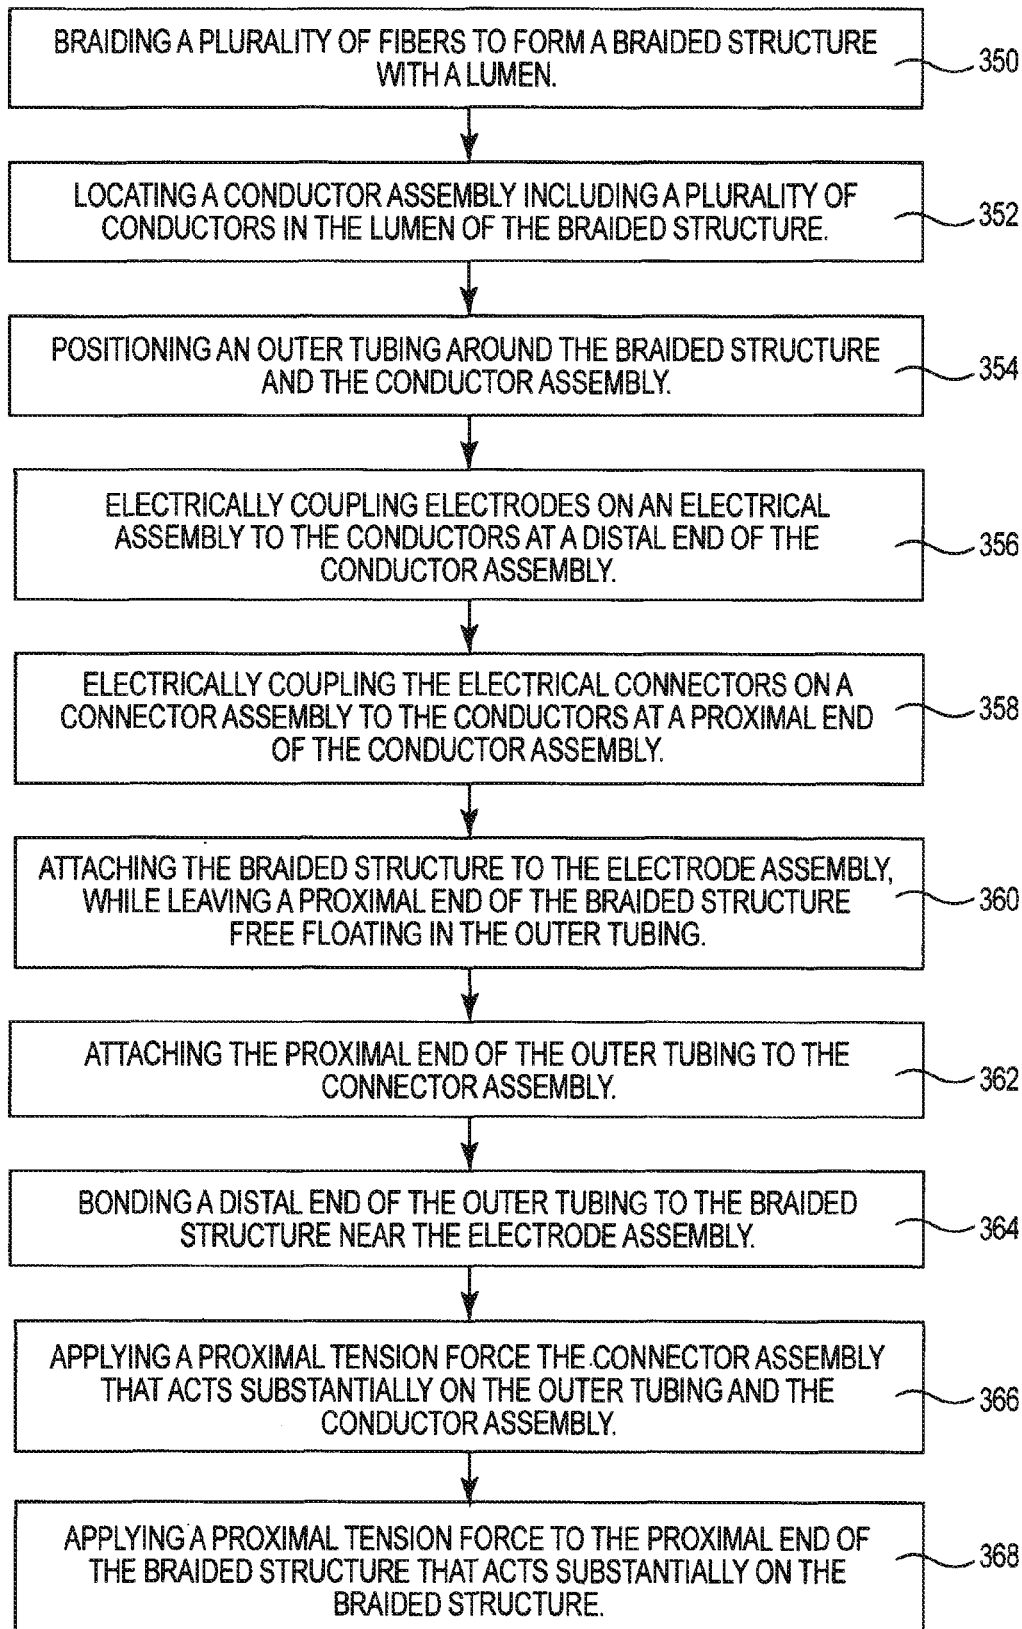 BRAIDING A PLURALITY OF FIBERS TO FORM A BRAIDED STRUCTURE
WITH A LUMEN.
350
LOCATING A CONDUCTOR ASSEMBLY INCLUDING A PLURALITY OF
CONDUCTORS IN THE LUMEN OF THE BRAIDED STRUCTURE.
352
POSITIONING AN OUTER TUBING AROUND THE BRAIDED STRUCTURE
AND THE CONDUCTOR ASSEMBLY.
354
ELECTRICALLY COUPLING ELECTRODES ON AN ELECTRICAL
ASSEMBLY TO THE CONDUCTORS AT A DISTAL END OF THE
CONDUCTOR ASSEMBLY.
356
ELECTRICALLY COUPLING THE ELECTRICAL CONNECTORS ON A
CONNECTOR ASSEMBLY TO THE CONDUCTORS AT A PROXIMAL END
OF THE CONDUCTOR ASSEMBLY.
358
ATTACHING THE BRAIDED STRUCTURE TO THE ELECTRODE ASSEMBLY,
WHILE LEAVING A PROXIMAL END OF THE BRAIDED STRUCTURE
FREE FLOATING IN THE OUTER TUBING.
360
ATTACHING THE PROXIMAL END OF THE OUTER TUBING TO THE
CONNECTOR ASSEMBLY.
362
BONDING A DISTAL END OF THE OUTER TUBING TO THE BRAIDED
STRUCTURE NEAR THE ELECTRODE ASSEMBLY.
364
APPLYING A PROXIMAL TENSION FORCE THE CONNECTOR ASSEMBLY
THAT ACTS SUBSTANTIALLY ON THE OUTER TUBING AND THE
CONDUCTOR ASSEMBLY.
366
APPLYING A PROXIMAL TENSION FORCE TO THE PROXIMAL END OF
THE BRAIDED STRUCTURE THAT ACTS SUBSTANTIALLY ON THE
BRAIDED STRUCTURE.
368